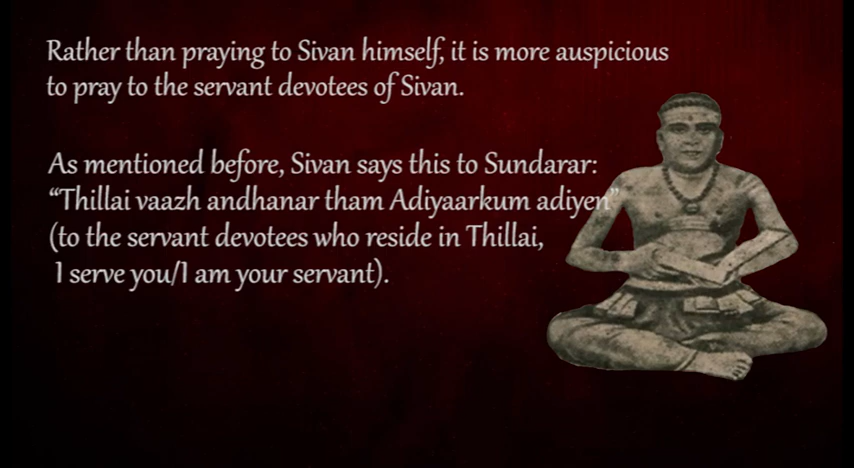 Rather than praying to Sivan himself, it is more auspicious
to pray to the servant devotees of Sivan.
As mentioned before, Sivan says this to Sundarar:
“Thillai vaazh andhanar tham Adiyaarkum adiyen”
(to the servant devotees who reside in Thillai,
I serve you/I am your servant).